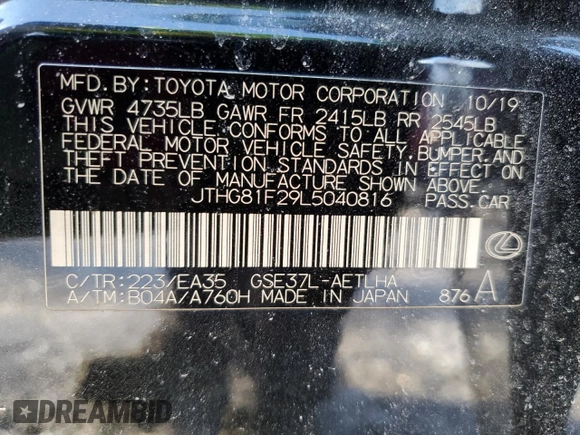 MFD. BY: TOYOTA MOTOR CORPORATION 10/19
GVWR 4735LB GAWR FR 2415LB RR 2545LB
THIS VEHICLE CONFORMS TO ALL APPLICABLE
FEDERAL MOTOR VEHICLE SAFETY, BUMPER, AND
THEFT PREVENTION STANDARDS IN EFFECT ON
THE DATE OF MANUFACTURE SHOWN ABOVE.
JTHG81F29L5040816 PASS.CAR
C/TR:223/EA35 GSE37L-AETLHA
A/TM:B04A/A760H MADE IN JAPAN 876 A
DREAMBID